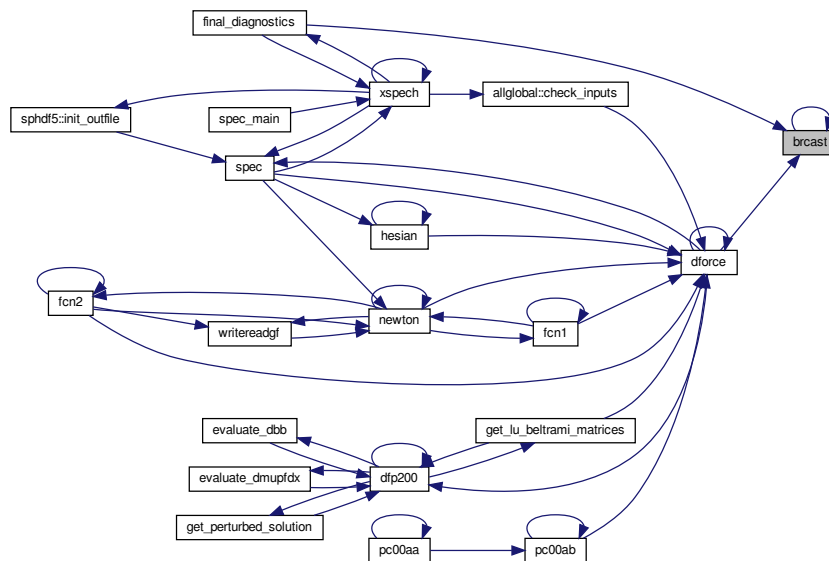 final_diagnostics
xspech
allglobal::check_inputs
sphdf5::init_outfile
spec_main
brcast
spec
hesian
dforce
fcn2
newton
writereadgf
fcn1
evaluate_dbb
get_lu_beltrami_matrices
evaluate_dmupfdx
dfp200
get_perturbed_solution
pc00aa
pc00ab